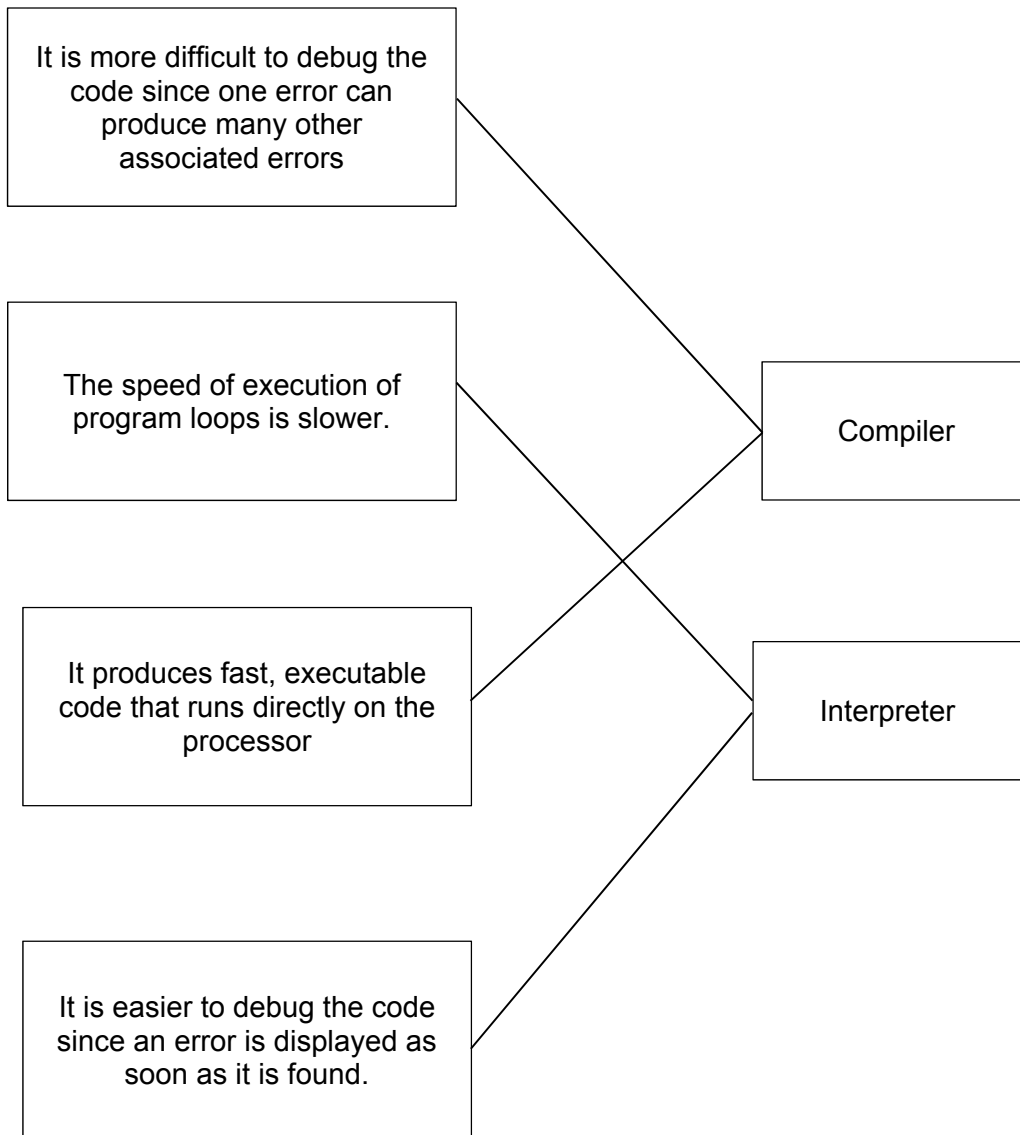 It is more difficult to debug the
code since one error can
produce many other
associated errors
The speed of execution of
program loops is slower.
Compiler
It produces fast, executable
code that runs directly on the
processor
Interpreter
It is easier to debug the code
since an error is displayed as
soon as it is found.